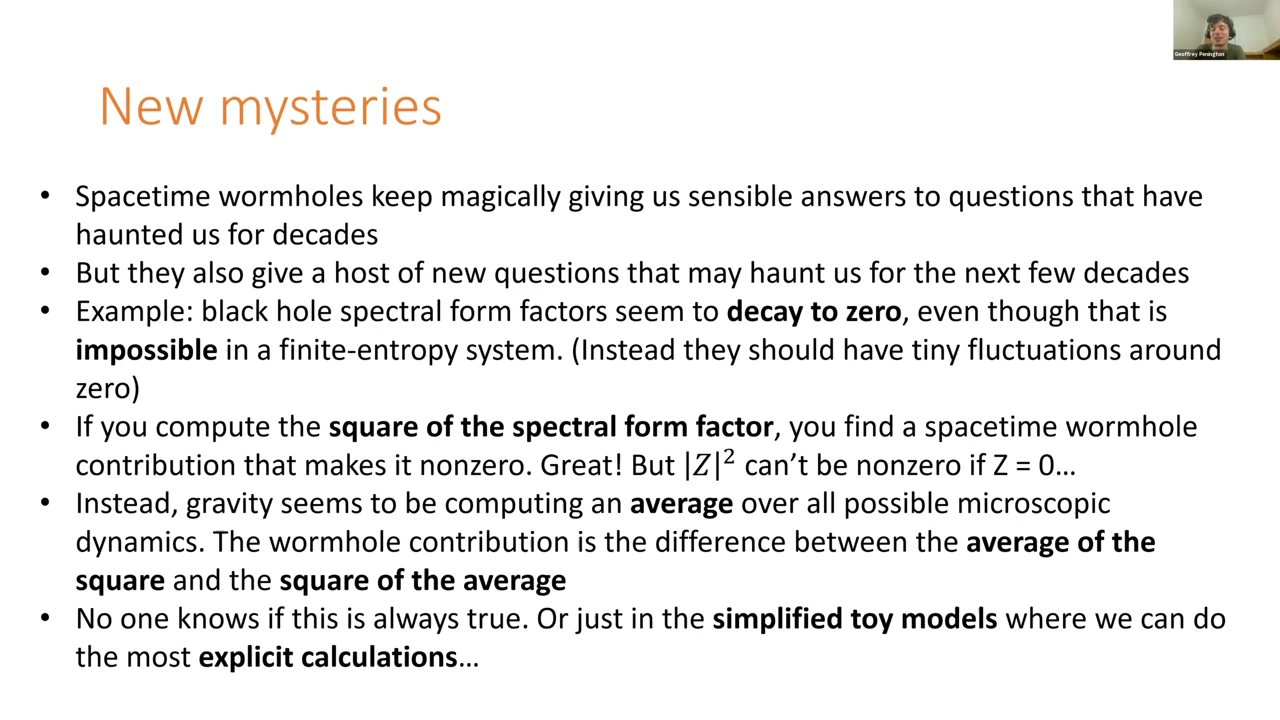 Geoffrey Penington
New mysteries
• Spacetime wormholes keep magically giving us sensible answers to questions that have
haunted us for decades
• But they also give a host of new questions that may haunt us for the next few decades
• Example: black hole spectral form factors seem to decay to zero, even though that is
impossible in a finite-entropy system. (Instead they should have tiny fluctuations around
zero)
• If you compute the square of the spectral form factor, you find a spacetime wormhole
contribution that makes it nonzero. Great! But |Z|² can’t be nonzero if Z = 0…
• Instead, gravity seems to be computing an average over all possible microscopic
dynamics. The wormhole contribution is the difference between the average of the
square and the square of the average
• No one knows if this is always true. Or just in the simplified toy models where we can do
the most explicit calculations…